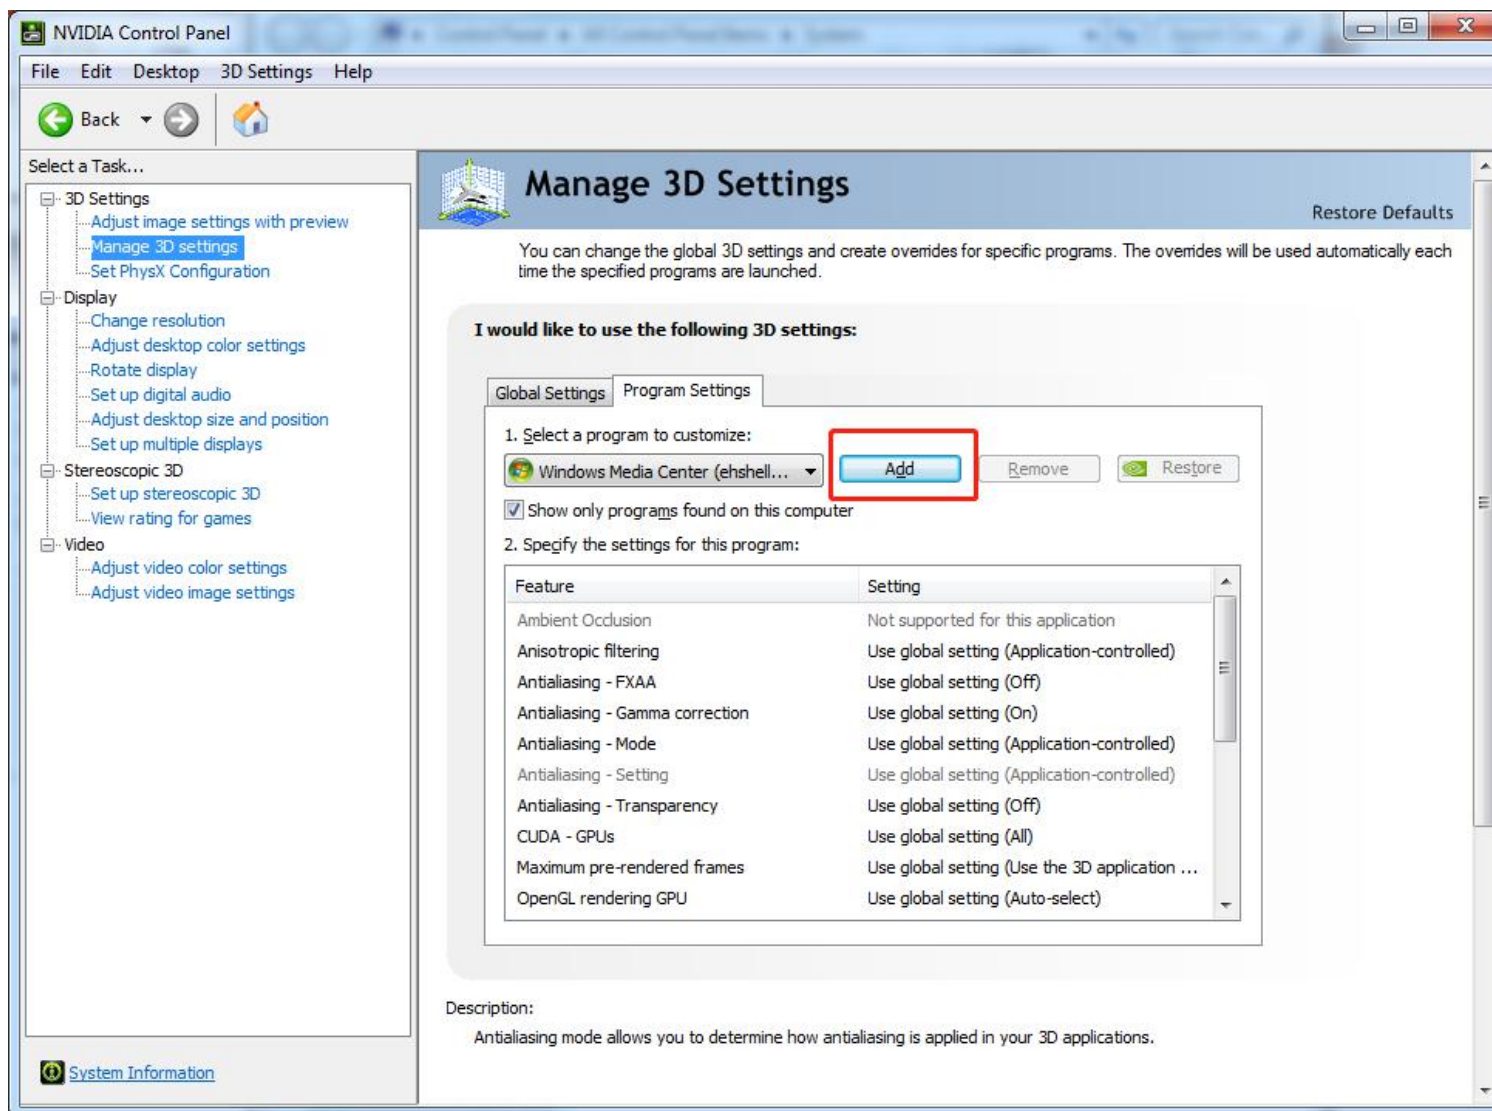 NVIDIA Control Panel
File Edit Desktop 3D Settings Help
Back
Select a Task...
3D Settings
Adjust image settings with preview
Manage 3D settings
Set PhysX Configuration
Display
Change resolution
Adjust desktop color settings
Rotate display
Set up digital audio
Adjust desktop size and position
Set up multiple displays
Stereoscopic 3D
Set up stereoscopic 3D
View rating for games
Video
Adjust video color settings
Adjust video image settings
System Information
Manage 3D Settings
Restore Defaults
You can change the global 3D settings and create overrides for specific programs. The overrides will be used automatically each
time the specified programs are launched.
I would like to use the following 3D settings:
Global Settings Program Settings
1. Select a program to customize:
Windows Media Center (ehshell... Add Remove Restore
Show only programs found on this computer
2. Specify the settings for this program:
Feature Setting
Ambient Occlusion Not supported for this application
Anisotropic filtering Use global setting (Application-controlled)
Antialiasing - FXAA Use global setting (Off)
Antialiasing - Gamma correction Use global setting (On)
Antialiasing - Mode Use global setting (Application-controlled)
Antialiasing - Setting Use global setting (Application-controlled)
Antialiasing - Transparency Use global setting (Off)
CUDA - GPUs Use global setting (All)
Maximum pre-rendered frames Use global setting (Use the 3D application ...
OpenGL rendering GPU Use global setting (Auto-select)
Description:
Antialiasing mode allows you to determine how antialiasing is applied in your 3D applications.